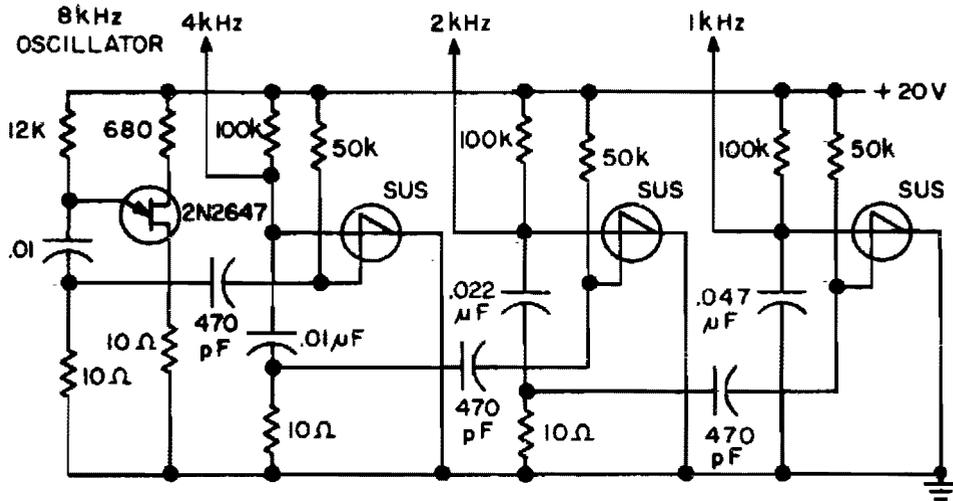 8kHz
OSCILLATOR
4kHz
2kHz
1kHz
+20V
12K
680
100k
50k
100k
50k
100k
50k
SUS
SUS
SUS
2N2647
.01
470
pF
.01µF
.022
µF
.047
µF
10Ω
10Ω
10Ω
470
pF
10Ω
470
pF